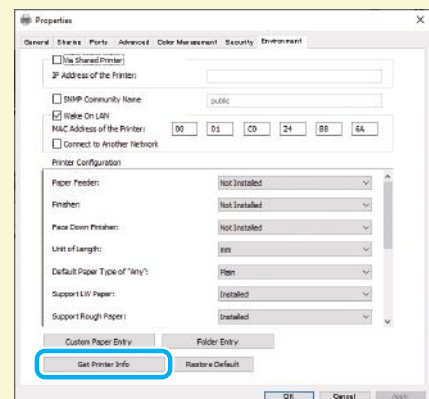 Properties
General Sharing Ports Advanced Color Management Security Environment
Via Shared Printer
IP Address of the Printer:
SNMP Community Name public
Wake On LAN
MAC Address of the Printer: 00 01 C0 24 B8 6A
Connect to Another Network
Printer Configuration
Paper Feeder: Not Installed
Finisher: Not Installed
Face Down Finisher: Not Installed
Unit of Length: mm
Default Paper Type of "Any": Plain
Support LW Paper: Installed
Support Rough Paper: Installed
Custom Paper Entry Folder Entry
Get Printer Info Restore Default
OK Cancel Apply